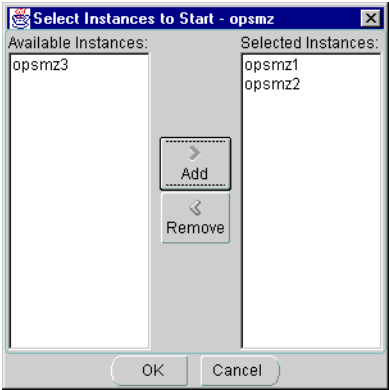 Select Instances to Start - opsmz
Available Instances:
Selected Instances:
opsmz3
opsmz1
opsmz2
Add
Remove
OK
Cancel